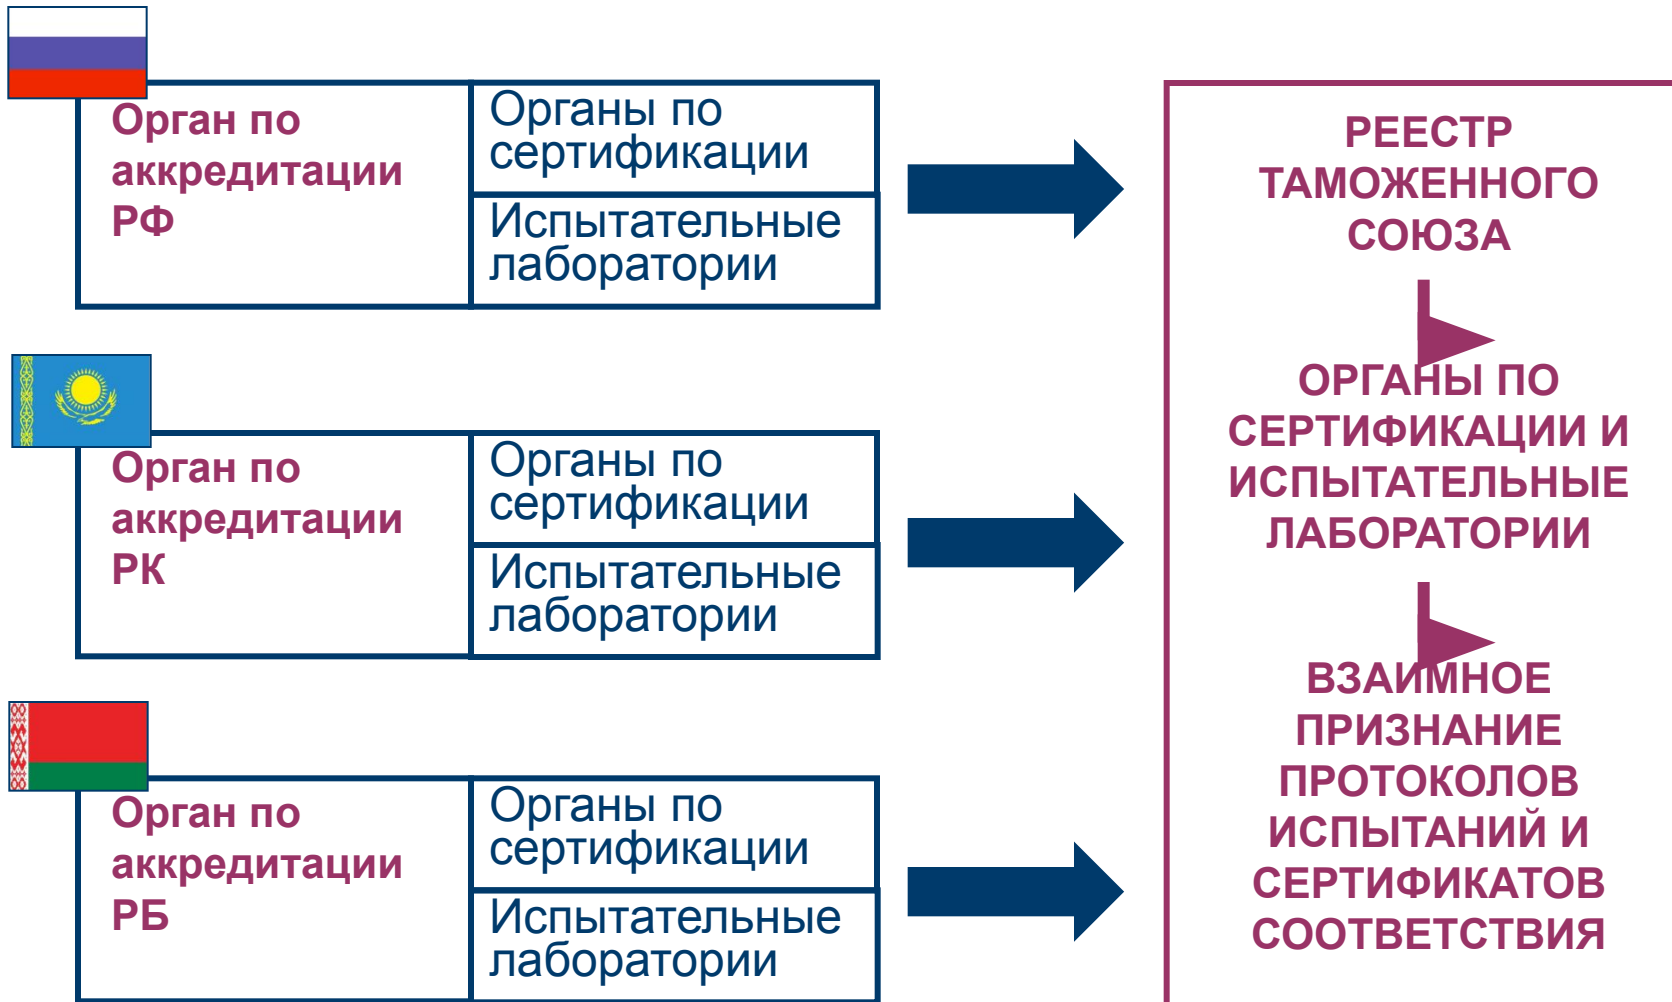 Орган по
аккредитации
РФ
Органы по
сертификации
Испытательные
лаборатории
Орган по
аккредитации
РК
Органы по
сертификации
Испытательные
лаборатории
Орган по
аккредитации
РБ
Органы по
сертификации
Испытательные
лаборатории
РЕЕСТР
ТАМОЖЕННОГО
СОЮЗА
ОРГАНЫ ПО
СЕРТИФИКАЦИИ И
ИСПЫТАТЕЛЬНЫЕ
ЛАБОРАТОРИИ
ВЗАИМНОЕ
ПРИЗНАНИЕ
ПРОТОКОЛОВ
ИСПЫТАНИЙ И
СЕРТИФИКАТОВ
СООТВЕТСТВИЯ